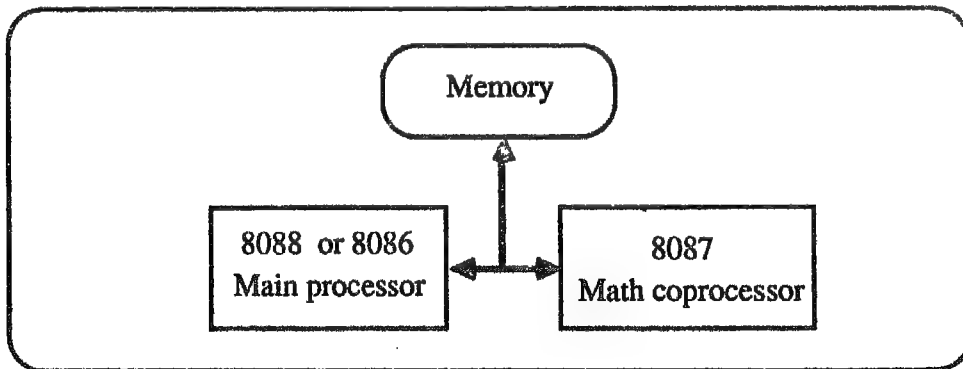 Memory
8088 or 8086
Main processor
8087
Math coprocessor